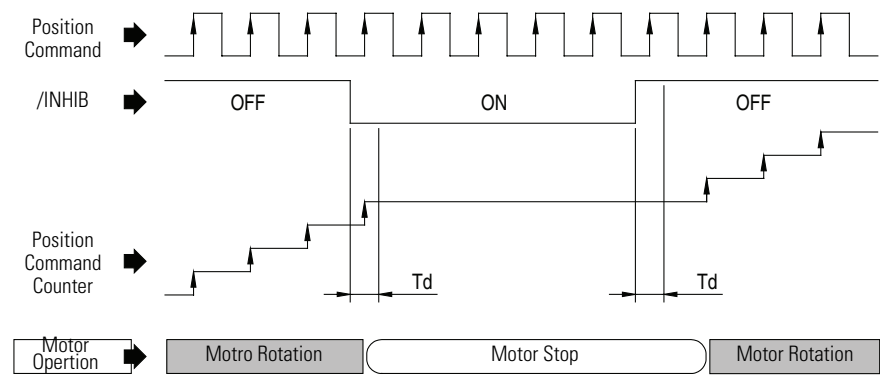 Position
Command
/INHIB
OFF
ON
OFF
Position
Command
Counter
Td
Td
Motor
Opertion
Motro Rotation
Motor Stop
Motor Rotation